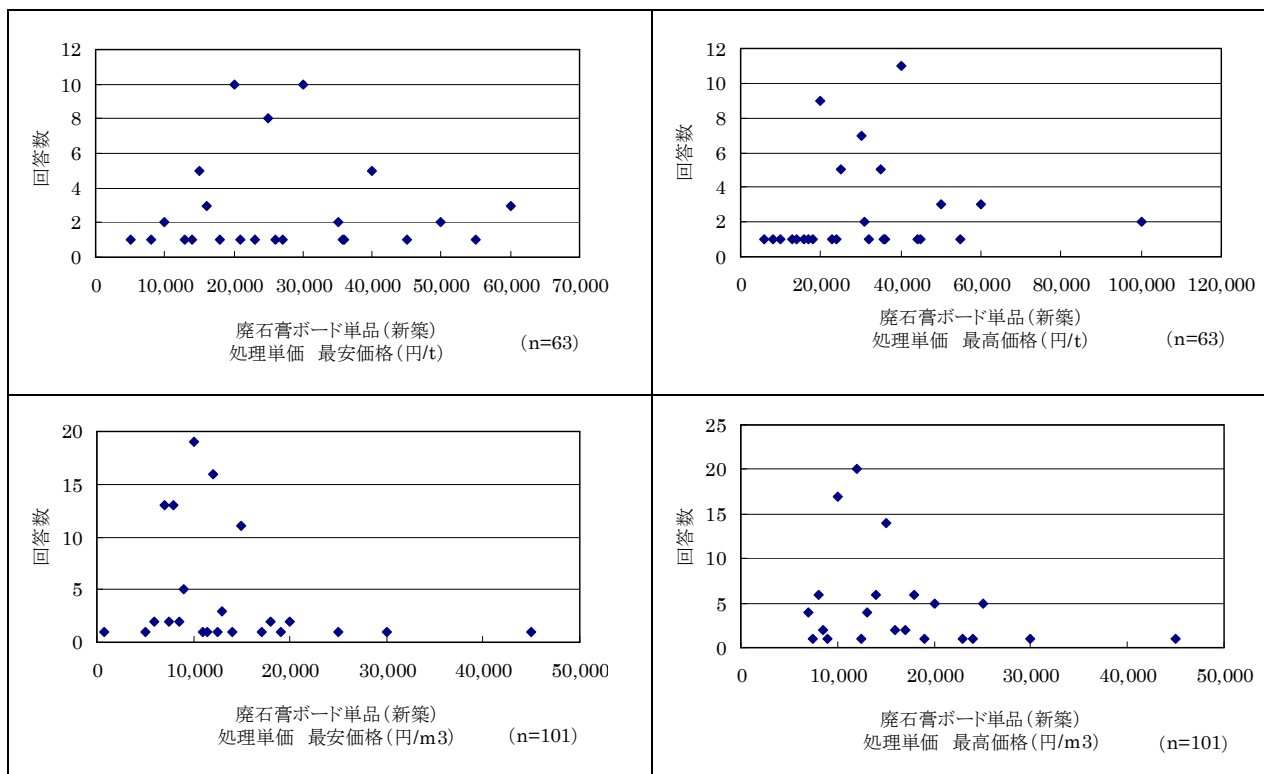 12
10
8
6
4
2
0
回答数
0 10,000 20,000 30,000 40,000 50,000 60,000 70,000
廃石膏ボード単品(新築)
処理単価 最安価格(円/t)
(n=63)
12
10
8
6
4
2
0
回答数
0 20,000 40,000 60,000 80,000 100,000 120,000
廃石膏ボード単品(新築)
処理単価 最高価格(円/t)
(n=63)
20
15
10
5
0
回答数
0 10,000 20,000 30,000 40,000 50,000
廃石膏ボード単品(新築)
処理単価 最安価格(円/m3)
(n=101)
25
20
15
10
5
0
回答数
0 10,000 20,000 30,000 40,000 50,000
廃石膏ボード単品(新築)
処理単価 最高価格(円/m3)
(n=101)